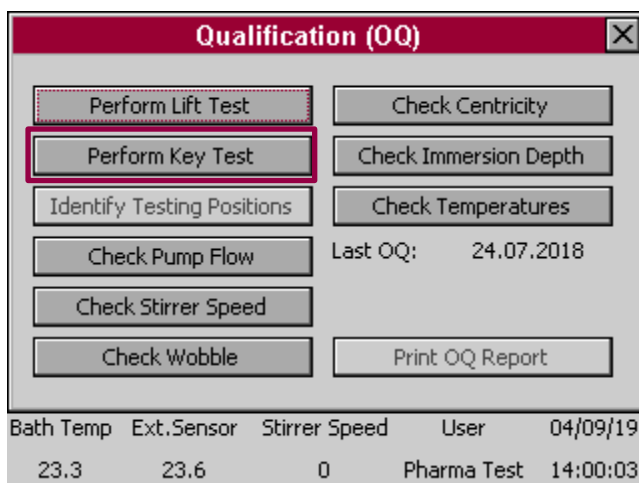 Qualification (OQ)
Perform Lift Test
Check Centricity
Perform Key Test
Check Immersion Depth
Identify Testing Positions
Check Temperatures
Check Pump Flow
Last OQ: 24.07.2018
Check Stirrer Speed
Check Wobble
Print OQ Report
Bath Temp Ext.Sensor Stirrer Speed User 04/09/19
23.3 23.6 0 Pharma Test 14:00:03